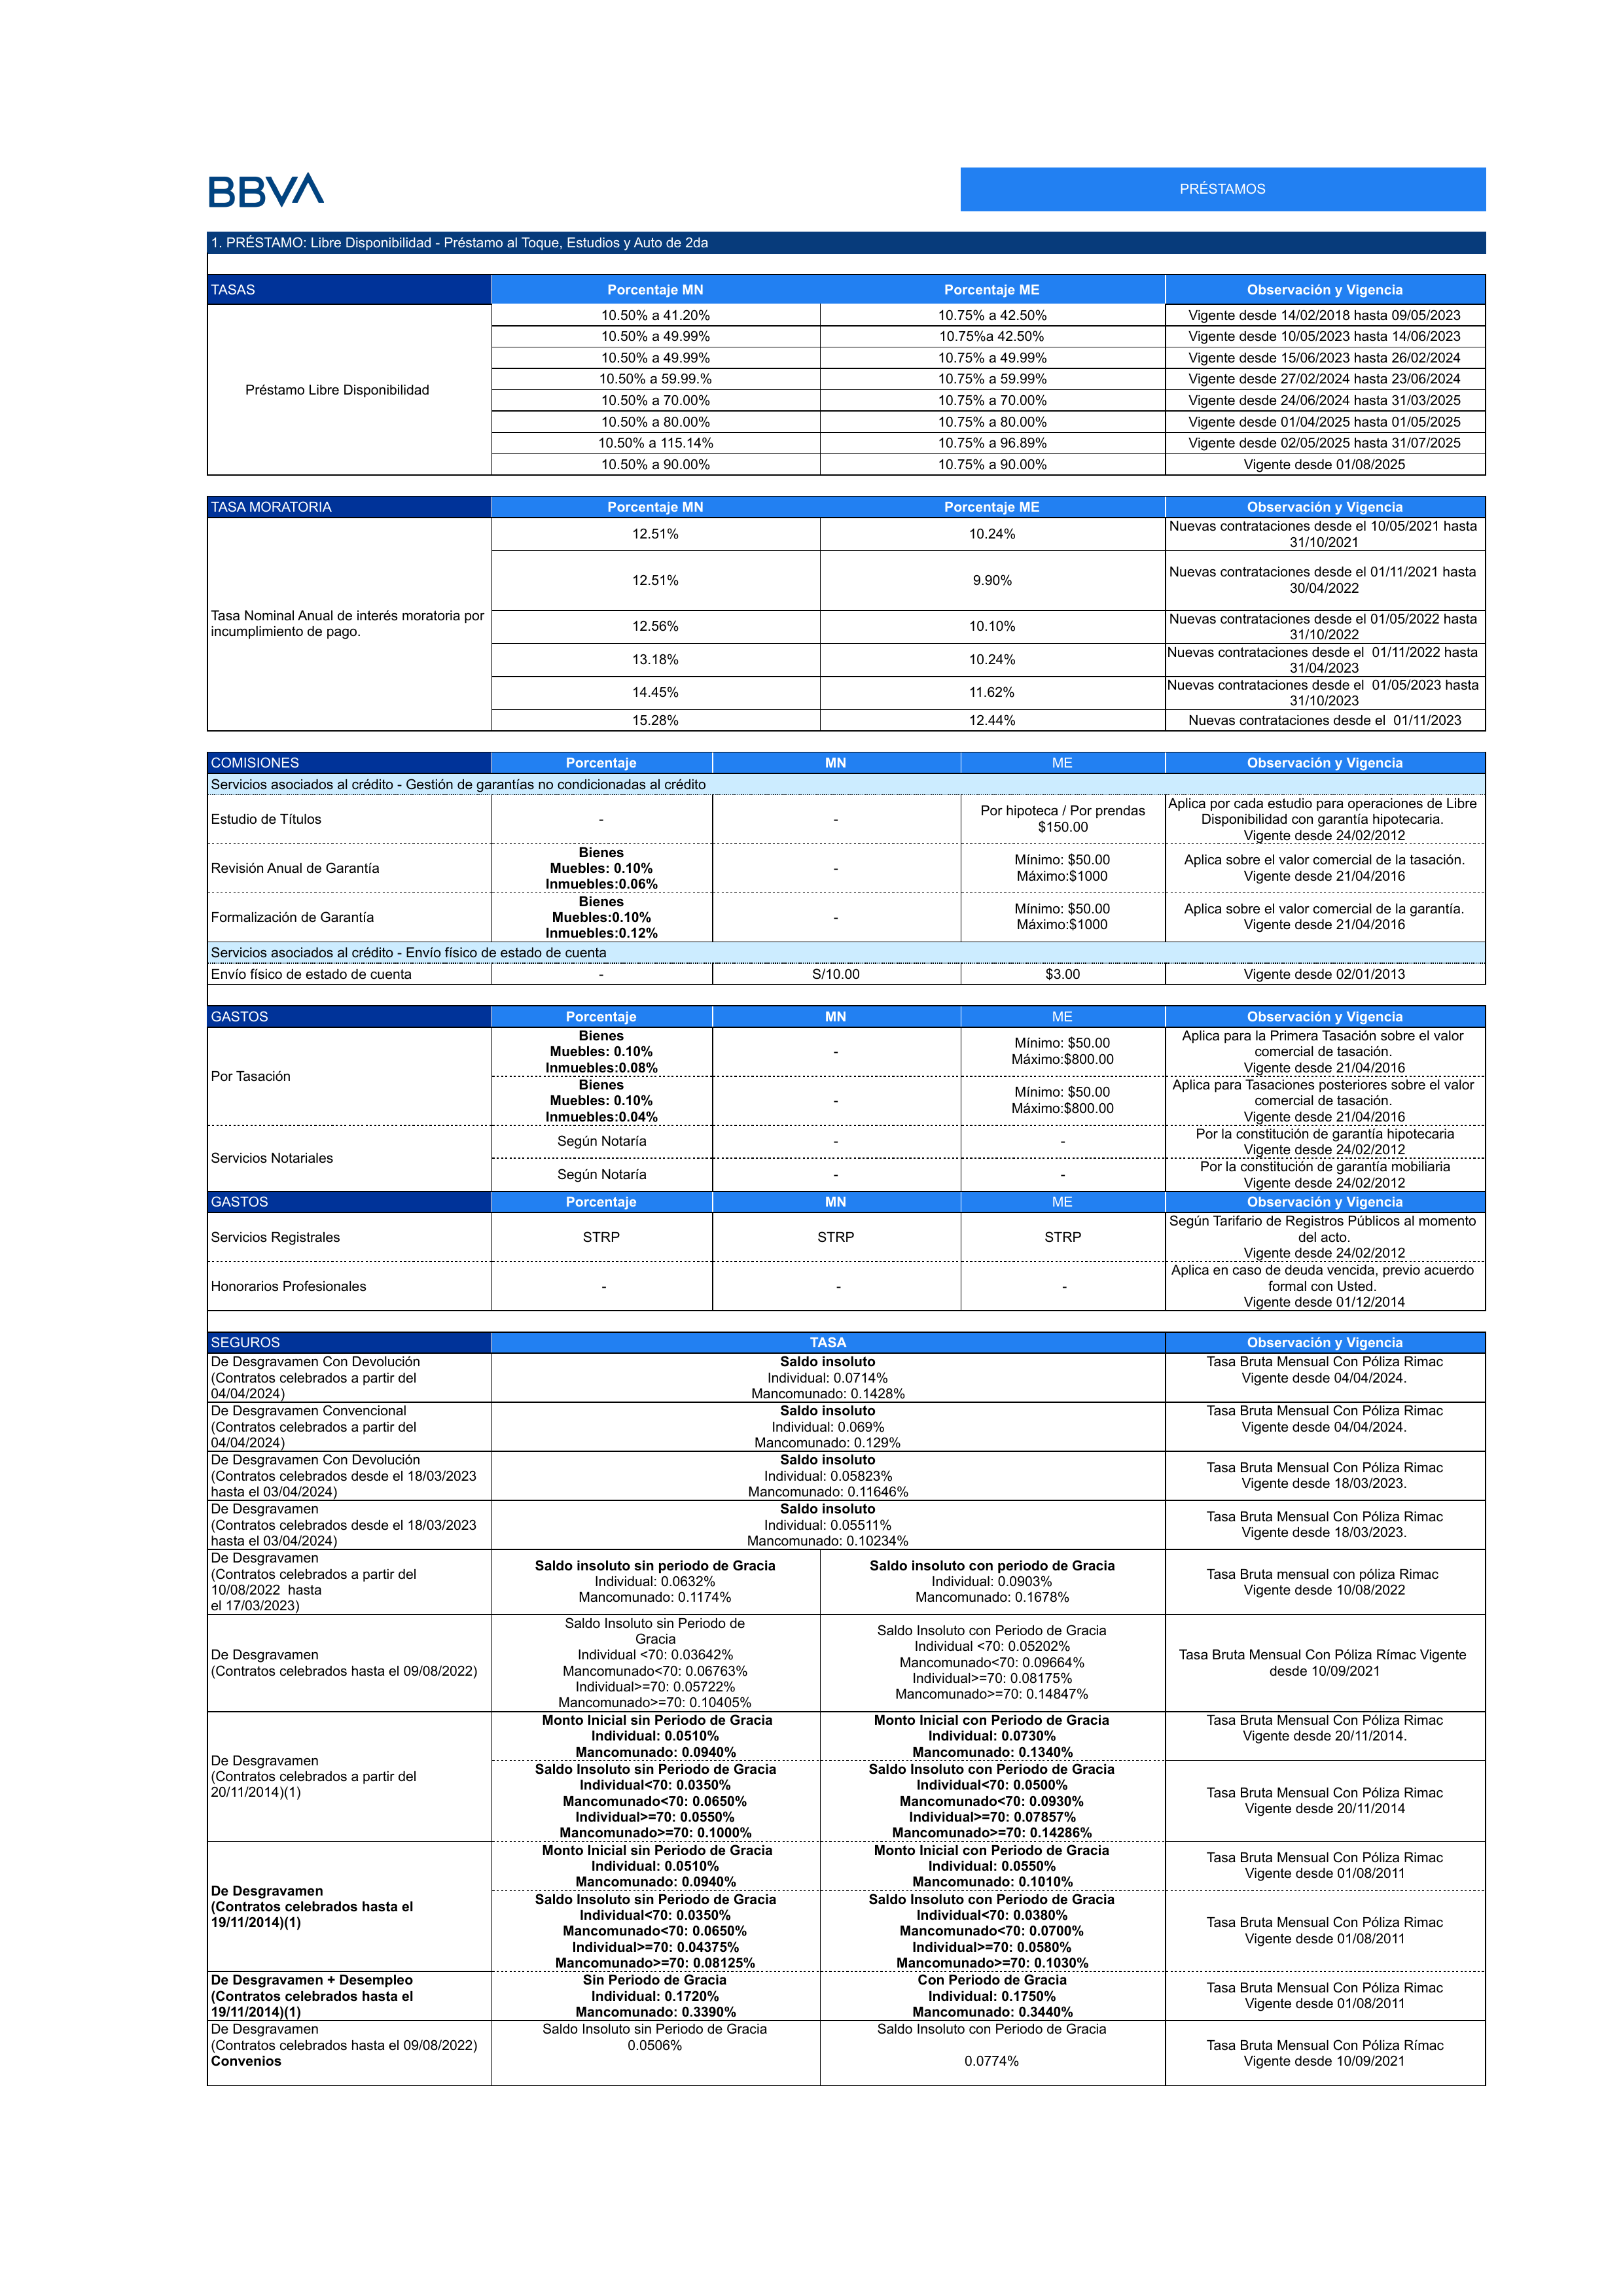 BBVA
PRÉSTAMOS
1. PRÉSTAMO: Libre Disponibilidad - Préstamo al Toque, Estudios y Auto de 2da
TASAS Porcentaje MN Porcentaje ME Observación y Vigencia
Préstamo Libre Disponibilidad
10.50% a 41.20% 10.75% a 42.50% Vigente desde 14/02/2018 hasta 09/05/2023
10.50% a 49.99% 10.75%a 42.50% Vigente desde 10/05/2023 hasta 14/06/2023
10.50% a 49.99% 10.75% a 49.99% Vigente desde 15/06/2023 hasta 26/02/2024
10.50% a 59.99.% 10.75% a 59.99% Vigente desde 27/02/2024 hasta 23/06/2024
10.50% a 70.00% 10.75% a 70.00% Vigente desde 24/06/2024 hasta 31/03/2025
10.50% a 80.00% 10.75% a 80.00% Vigente desde 01/04/2025 hasta 01/05/2025
10.50% a 115.14% 10.75% a 96.89% Vigente desde 02/05/2025 hasta 31/07/2025
10.50% a 90.00% 10.75% a 90.00% Vigente desde 01/08/2025
TASA MORATORIA Porcentaje MN Porcentaje ME Observación y Vigencia
Tasa Nominal Anual de interés moratoria por
incumplimiento de pago.
12.51% 10.24% Nuevas contrataciones desde el 10/05/2021 hasta
31/10/2021
12.51% 9.90% Nuevas contrataciones desde el 01/11/2021 hasta
30/04/2022
12.56% 10.10% Nuevas contrataciones desde el 01/05/2022 hasta
31/10/2022
13.18% 10.24% Nuevas contrataciones desde el 01/11/2022 hasta
31/04/2023
14.45% 11.62% Nuevas contrataciones desde el 01/05/2023 hasta
31/10/2023
15.28% 12.44% Nuevas contrataciones desde el 01/11/2023
COMISIONES Porcentaje MN ME Observación y Vigencia
Servicios asociados al crédito - Gestión de garantías no condicionadas al crédito
Estudio de Títulos
-
-
Por hipoteca / Por prendas
$150.00
Aplica por cada estudio para operaciones de Libre
Disponibilidad con garantía hipotecaria.
Vigente desde 24/02/2012
Revisión Anual de Garantía
Bienes
Muebles: 0.10%
Inmuebles:0.06%
-
Mínimo: $50.00
Máximo:$1000
Aplica sobre el valor comercial de la tasación.
Vigente desde 21/04/2016
Formalización de Garantía
Bienes
Muebles:0.10%
Inmuebles:0.12%
-
Mínimo: $50.00
Máximo:$1000
Aplica sobre el valor comercial de la garantía.
Vigente desde 21/04/2016
Servicios asociados al crédito - Envío físico de estado de cuenta
Envío físico de estado de cuenta - S/10.00 $3.00 Vigente desde 02/01/2013
GASTOS Porcentaje MN ME Observación y Vigencia
Por Tasación
Bienes
Muebles: 0.10%
Inmuebles:0.08%
-
Mínimo: $50.00
Máximo:$800.00
Aplica para la Primera Tasación sobre el valor
comercial de tasación.
Vigente desde 21/04/2016
Bienes
Muebles: 0.10%
Inmuebles:0.04%
-
Mínimo: $50.00
Máximo:$800.00
Aplica para Tasaciones posteriores sobre el valor
comercial de tasación.
Vigente desde 21/04/2016
Servicios Notariales
Según Notaría - -
Por la constitución de garantía hipotecaria
Vigente desde 24/02/2012
Según Notaría - -
Por la constitución de garantía mobiliaria
Vigente desde 24/02/2012
GASTOS Porcentaje MN ME Observación y Vigencia
Servicios Registrales STRP STRP STRP
Según Tarifario de Registros Públicos al momento
del acto.
Vigente desde 24/02/2012
Honorarios Profesionales - - -
Aplica en caso de deuda vencida, previo acuerdo
formal con Usted.
Vigente desde 01/12/2014
SEGUROS TASA Observación y Vigencia
De Desgravamen Con Devolución
(Contratos celebrados a partir del
04/04/2024)
Saldo insoluto
Individual: 0.0714%
Mancomunado: 0.1428%
Tasa Bruta Mensual Con Póliza Rimac
Vigente desde 04/04/2024.
De Desgravamen Convencional
(Contratos celebrados a partir del
04/04/2024)
Saldo insoluto
Individual: 0.069%
Mancomunado: 0.129%
Tasa Bruta Mensual Con Póliza Rimac
Vigente desde 04/04/2024.
De Desgravamen Con Devolución
(Contratos celebrados desde el 18/03/2023
hasta el 03/04/2024)
Saldo insoluto
Individual: 0.05823%
Mancomunado: 0.11646%
Tasa Bruta Mensual Con Póliza Rimac
Vigente desde 18/03/2023.
De Desgravamen
(Contratos celebrados desde el 18/03/2023
hasta el 03/04/2024)
Saldo insoluto
Individual: 0.05511%
Mancomunado: 0.10234%
Tasa Bruta Mensual Con Póliza Rimac
Vigente desde 18/03/2023.
De Desgravamen
(Contratos celebrados a partir del
10/08/2022 hasta
el 17/03/2023)
Saldo insoluto sin periodo de Gracia
Individual: 0.0632%
Mancomunado: 0.1174%
Saldo insoluto con periodo de Gracia
Individual: 0.0903%
Mancomunado: 0.1678%
Tasa Bruta mensual con póliza Rimac
Vigente desde 10/08/2022
De Desgravamen
(Contratos celebrados hasta el 09/08/2022)
Saldo Insoluto sin Periodo de
Gracia
Individual <70: 0.03642%
Mancomunado<70: 0.06763%
Individual>=70: 0.05722%
Mancomunado>=70: 0.10405%
Saldo Insoluto con Periodo de Gracia
Individual <70: 0.05202%
Mancomunado<70: 0.09664%
Individual>=70: 0.08175%
Mancomunado>=70: 0.14847%
Tasa Bruta Mensual Con Póliza Rímac Vigente
desde 10/09/2021
De Desgravamen
(Contratos celebrados a partir del
20/11/2014)(1)
Monto Inicial sin Periodo de Gracia
Individual: 0.0510%
Mancomunado: 0.0940%
Monto Inicial con Periodo de Gracia
Individual: 0.0730%
Mancomunado: 0.1340%
Tasa Bruta Mensual Con Póliza Rimac
Vigente desde 20/11/2014.
Saldo Insoluto sin Periodo de Gracia
Individual<70: 0.0350%
Mancomunado<70: 0.0650%
Individual>=70: 0.0550%
Mancomunado>=70: 0.1000%
Saldo Insoluto con Periodo de Gracia
Individual<70: 0.0500%
Mancomunado<70: 0.0930%
Individual>=70: 0.07857%
Mancomunado>=70: 0.14286%
Tasa Bruta Mensual Con Póliza Rimac
Vigente desde 20/11/2014
De Desgravamen
(Contratos celebrados hasta el
19/11/2014)(1)
Monto Inicial sin Periodo de Gracia
Individual: 0.0510%
Mancomunado: 0.0940%
Monto Inicial con Periodo de Gracia
Individual: 0.0550%
Mancomunado: 0.1010%
Tasa Bruta Mensual Con Póliza Rimac
Vigente desde 01/08/2011
Saldo Insoluto sin Periodo de Gracia
Individual<70: 0.0350%
Mancomunado<70: 0.0650%
Individual>=70: 0.04375%
Mancomunado>=70: 0.08125%
Saldo Insoluto con Periodo de Gracia
Individual<70: 0.0380%
Mancomunado<70: 0.0700%
Individual>=70: 0.0580%
Mancomunado>=70: 0.1030%
Tasa Bruta Mensual Con Póliza Rimac
Vigente desde 01/08/2011
De Desgravamen + Desempleo
(Contratos celebrados hasta el
19/11/2014)(1)
Sin Periodo de Gracia
Individual: 0.1720%
Mancomunado: 0.3390%
Con Periodo de Gracia
Individual: 0.1750%
Mancomunado: 0.3440%
Tasa Bruta Mensual Con Póliza Rimac
Vigente desde 01/08/2011
De Desgravamen
(Contratos celebrados hasta el 09/08/2022)
Convenios
Saldo Insoluto sin Periodo de Gracia
0.0506%
Saldo Insoluto con Periodo de Gracia
0.0774%
Tasa Bruta Mensual Con Póliza Rímac
Vigente desde 10/09/2021